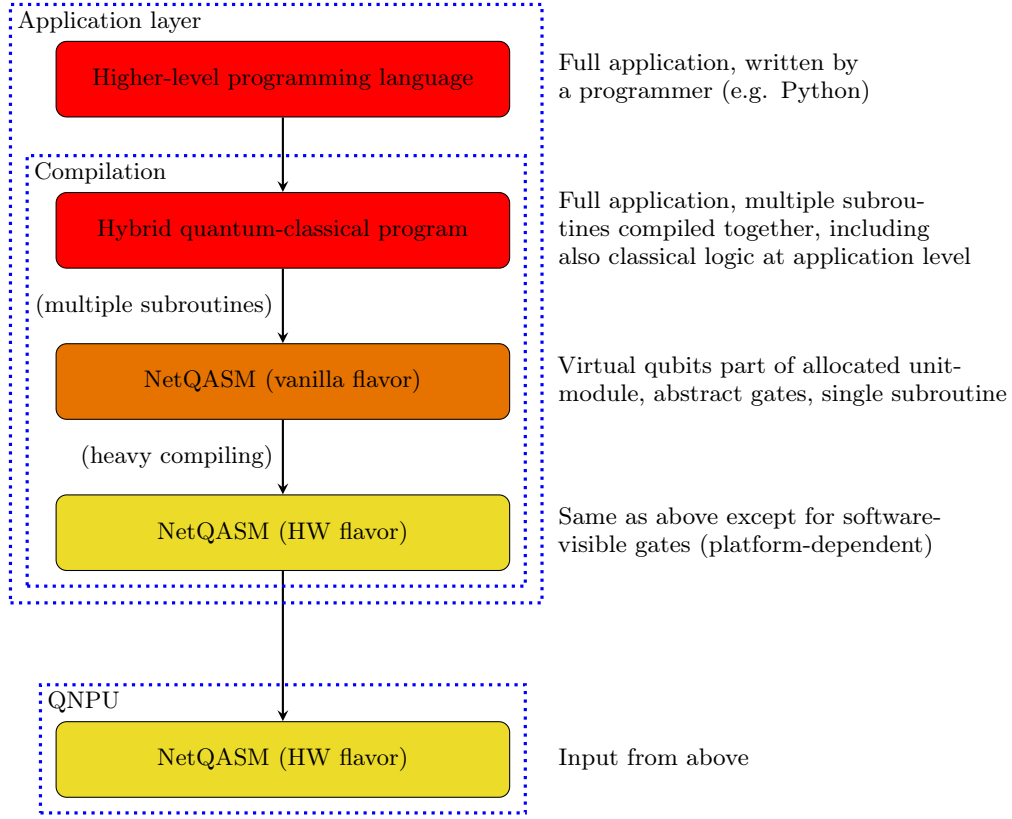 Application layer
Higher-level programming language
Full application, written by
a programmer (e.g. Python)
Compilation
Hybrid quantum-classical program
Full application, multiple subrou-
tines compiled together, including
also classical logic at application level
(multiple subroutines)
NetQASM (vanilla flavor)
Virtual qubits part of allocated unit-
module, abstract gates, single subroutine
(heavy compiling)
NetQASM (HW flavor)
Same as above except for software-
visible gates (platform-dependent)
QNPU
NetQASM (HW flavor)
Input from above